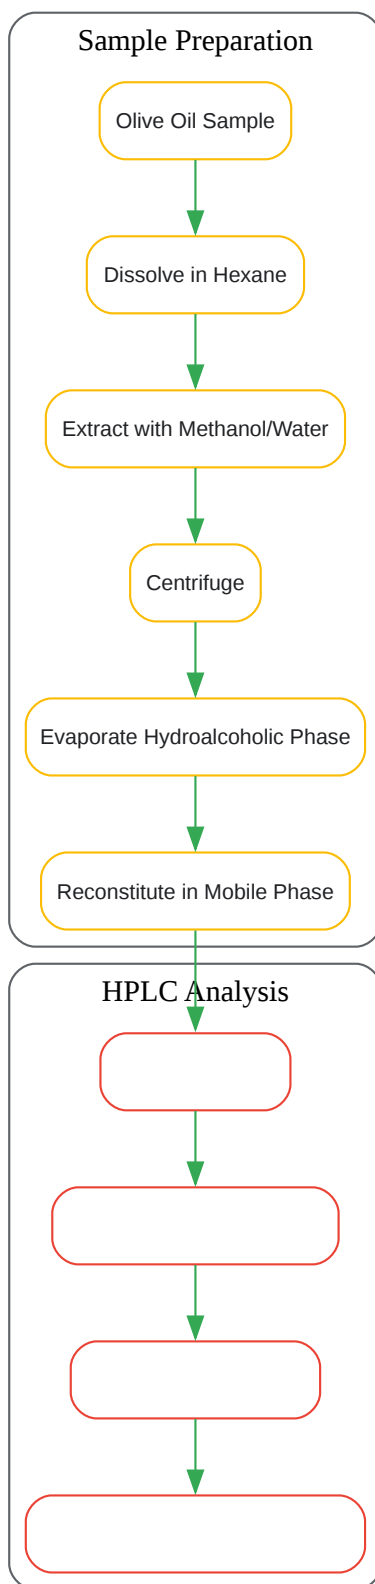 Sample Preparation
Olive Oil Sample
Dissolve in Hexane
Extract with Methanol/Water
Centrifuge
Evaporate Hydroalcoholic Phase
Reconstitute in Mobile Phase
HPLC Analysis